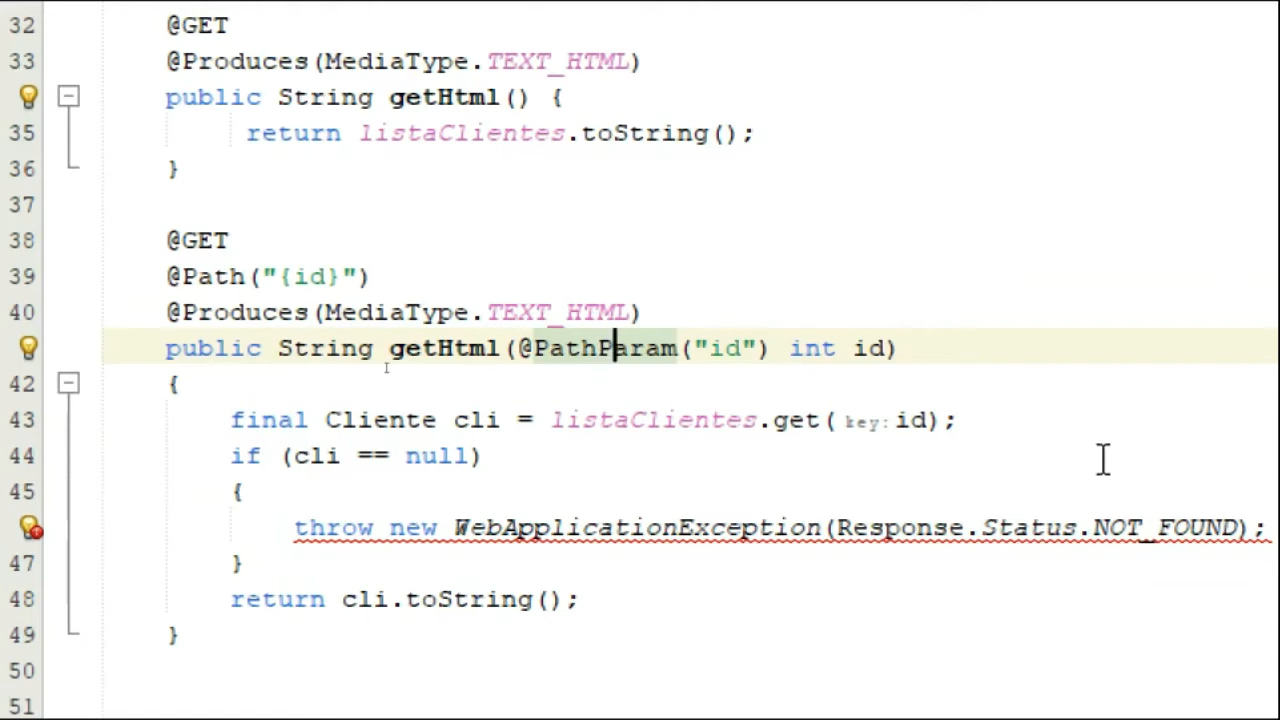 32 @GET
33 @Produces(MediaType.TEXT_HTML)
public String getHtml() {
35 return listaClientes.toString();
36 }
37
38 @GET
39 @Path("{id}")
40 @Produces(MediaType.TEXT_HTML)
public String getHtml(@PathParam("id") int id)
42 {
43 final Cliente cli = listaClientes.get(key:id);
44 if (cli == null)
45 {
throw new WebApplicationException(Response.Status.NOT_FOUND);
47 }
48 return cli.toString();
49 }
50
51